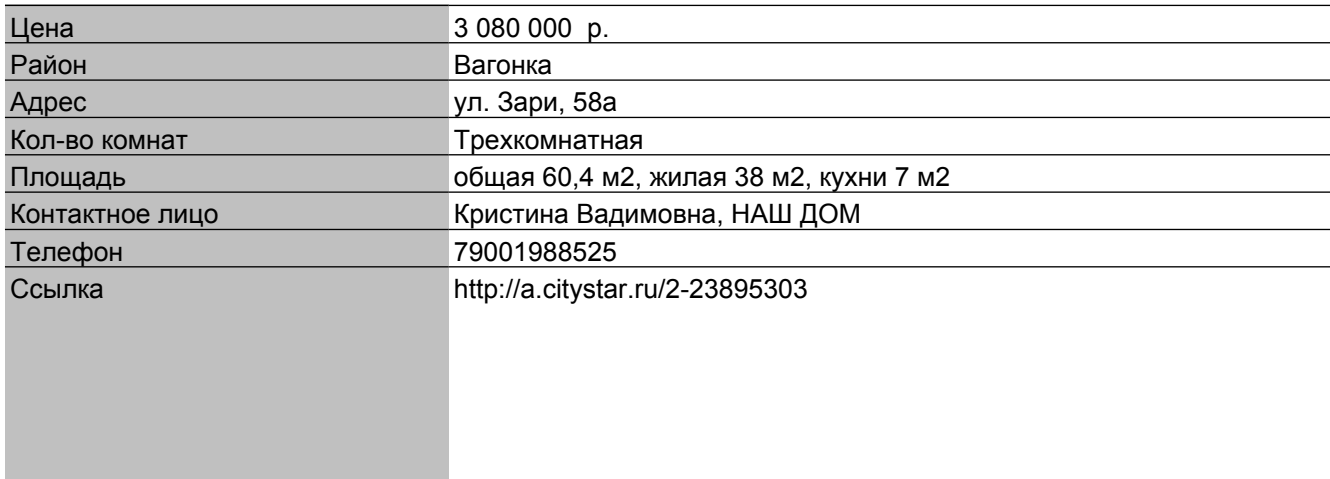 Цена 3 080 000 р.
Район Вагонка
Адрес ул. Зари, 58а
Кол-во комнат Трехкомнатная
Площадь общая 60,4 м2, жилая 38 м2, кухни 7 м2
Контактное лицо Кристина Вадимовна, НАШ ДОМ
Телефон 79001988525
Ссылка http://a.citystar.ru/2-23895303